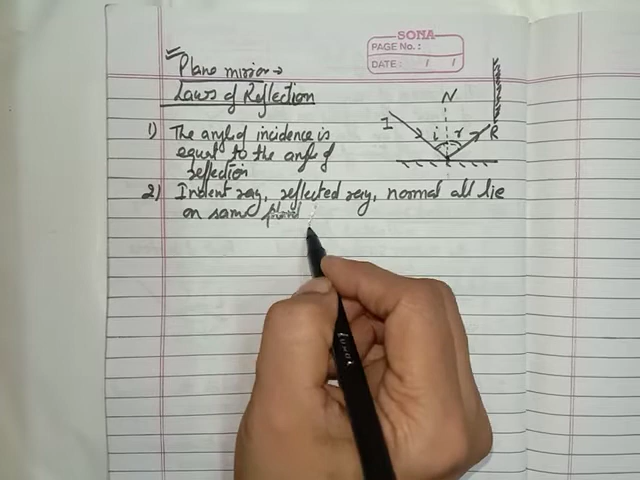 SONA
PAGE No. :
DATE : / /
Plane mirror →
Laws of Reflection
N
I
i r
R
1) The angle of incidence is
equal to the angle of
reflection
2) Incident ray, reflected ray, normal all lie
on same plane